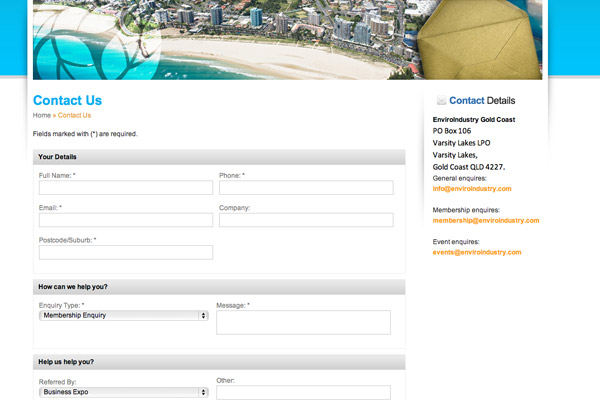 Contact Us
Home » Contact Us
Fields marked with (*) are required.
Your Details
Full Name: *
Phone: *
Email: *
Company:
Postcode/Suburb: *
How can we help you?
Enquiry Type: *
Message: *
Membership Enquiry
Help us help you?
Referred By:
Other:
Business Expo
Contact Details
EnviroIndustry Gold Coast
PO Box 106
Varsity Lakes LPO
Varsity Lakes,
Gold Coast QLD 4227.
General enquires:
info@enviroindustry.com
Membership enquires:
membership@enviroindustry.com
Event enquires:
events@enviroindustry.com